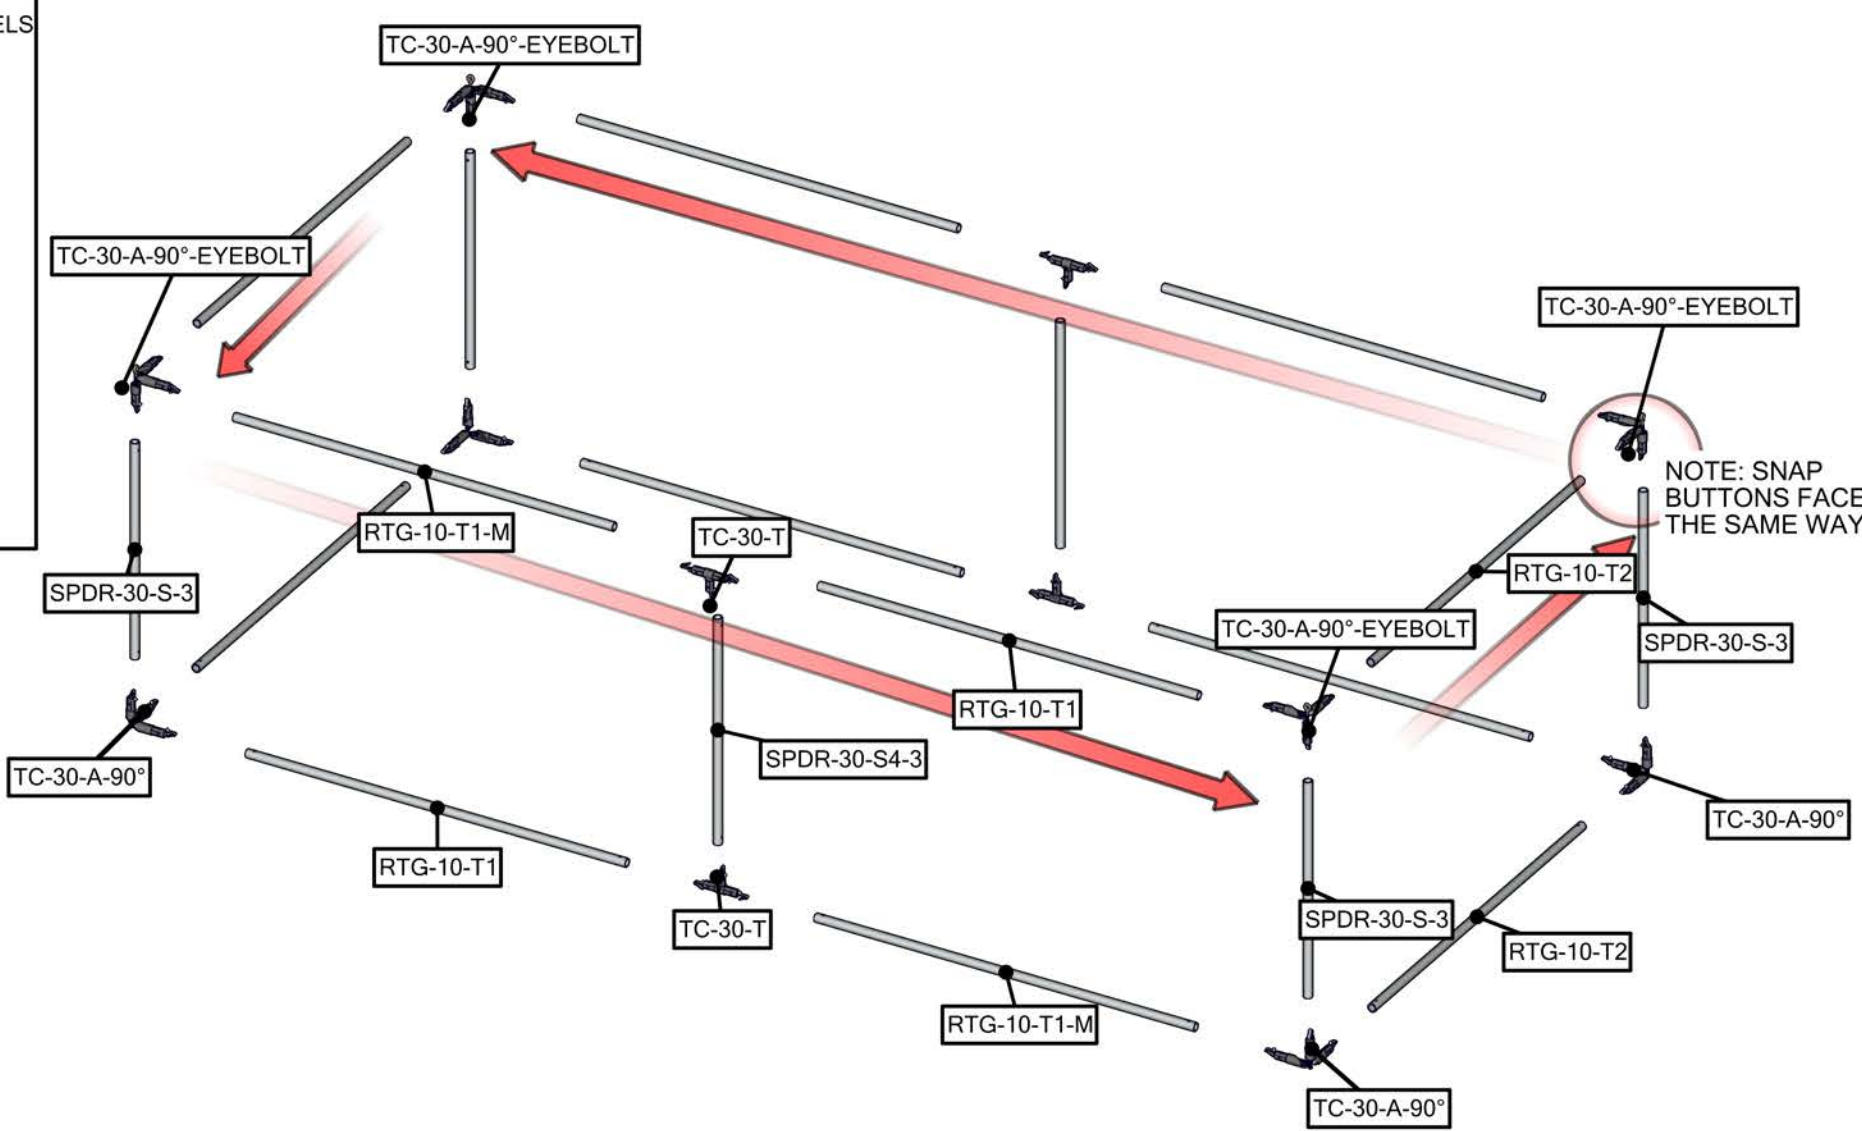 ELS
TC-30-A-90°-EYEBOLT
TC-30-A-90°-EYEBOLT
TC-30-A-90°-EYEBOLT
NOTE: SNAP
BUTTONS FACE
THE SAME WAY
RTG-10-T1-M
TC-30-T
RTG-10-T2
SPDR-30-S-3
TC-30-A-90°-EYEBOLT
SPDR-30-S-3
RTG-10-T1
SPDR-30-S4-3
TC-30-A-90°
TC-30-A-90°
RTG-10-T1
TC-30-T
SPDR-30-S-3
RTG-10-T2
RTG-10-T1-M
TC-30-A-90°